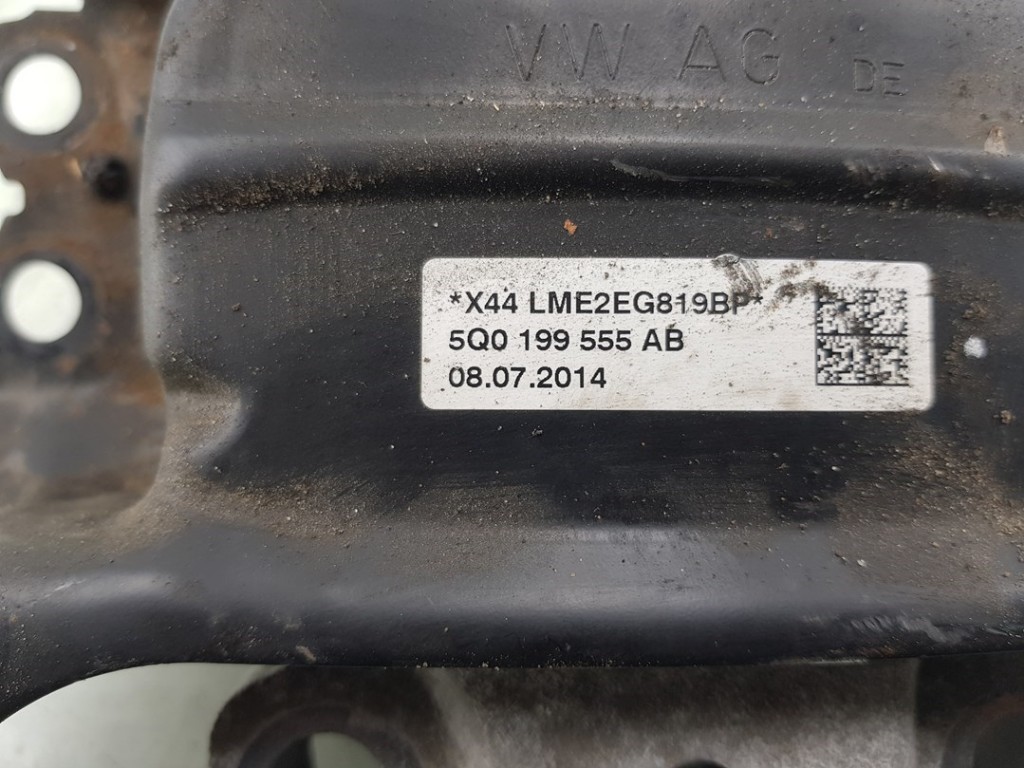 VW AG DE
*X44 LME2EG819BP*
5Q0 199 555 AB
08.07.2014